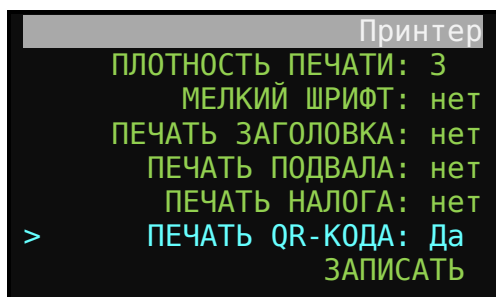 Принтер
ПЛОТНОСТЬ ПЕЧАТИ: 3
МЕЛКИЙ ШРИФТ: нет
ПЕЧАТЬ ЗАГОЛОВКА: нет
ПЕЧАТЬ ПОДВАЛА: нет
ПЕЧАТЬ НАЛОГА: нет
> ПЕЧАТЬ QR-КОДА: Да
ЗАПИСАТЬ